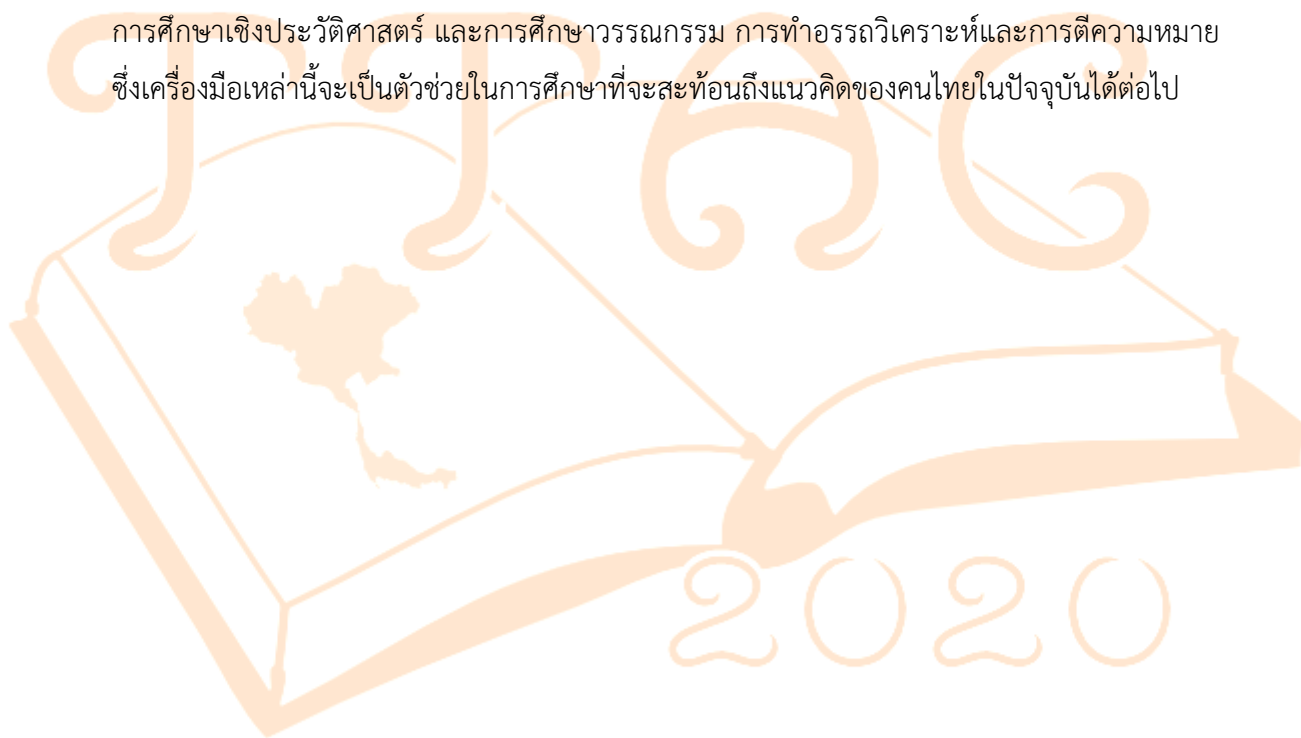 การศึกษาเชิงประวัติศาสตร์ และการศึกษาวรรณกรรม การทำอรรถวิเคราะห์และการตีความหมาย
ซึ่งเครื่องมือเหล่านี้จะเป็นตัวช่วยในการศึกษาที่จะสะท้อนถึงแนวคิดของคนไทยในปัจจุบันได้ต่อไป
TTAC
2020